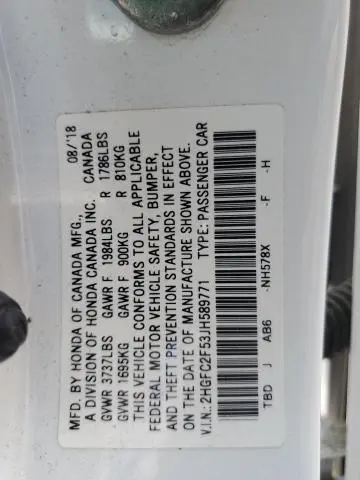 MFD. BY HONDA OF CANADA MFG., 08/'18
A DIVISION OF HONDA CANADA INC. CANADA
GVWR 3737LBS GAWR F 1984LBS R 1786LBS
GVWR 1695KG GAWR F 900KG R 810KG
THIS VEHICLE CONFORMS TO ALL APPLICABLE
FEDERAL MOTOR VEHICLE SAFETY, BUMPER,
AND THEFT PREVENTION STANDARDS IN EFFECT
ON THE DATE OF MANUFACTURE SHOWN ABOVE.
V.I.N.: 2HGFC2F53JH589771 TYPE: PASSENGER CAR
TBD J AB6 -NH578X -F -H